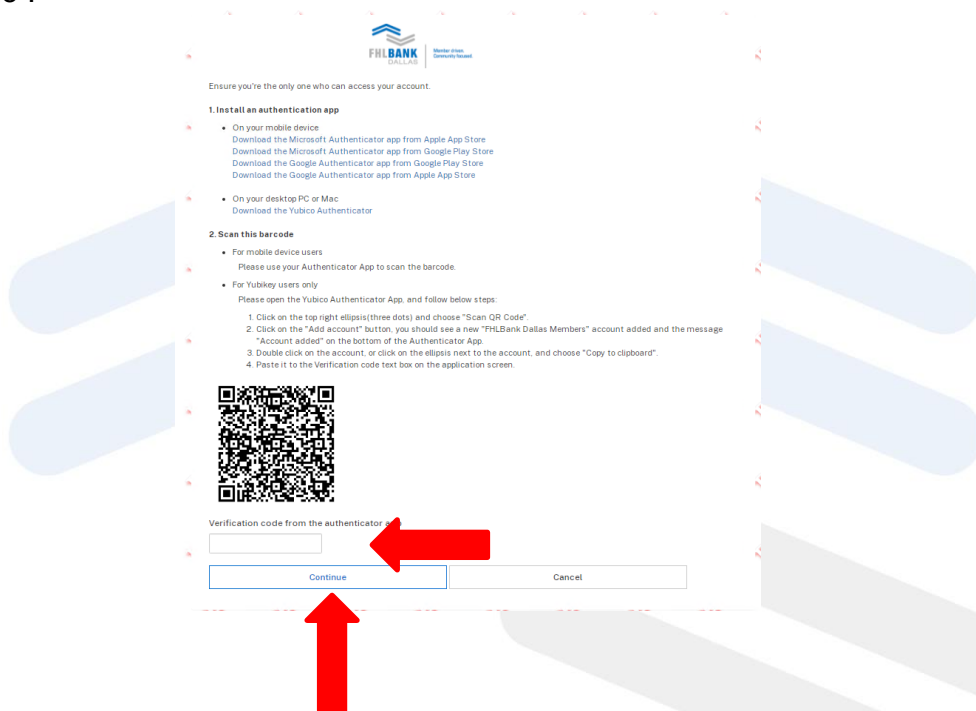 FHLBANK
DALLAS
Member driven.
Community focused.
Ensure you're the only one who can access your account.
1. Install an authentication app
• On your mobile device
Download the Microsoft Authenticator app from Apple App Store
Download the Microsoft Authenticator app from Google Play Store
Download the Google Authenticator app from Google Play Store
Download the Google Authenticator app from Apple App Store
• On your desktop PC or Mac
Download the Yubico Authenticator
2. Scan this barcode
• For mobile device users
Please use your Authenticator App to scan the barcode.
• For Yubikey users only
Please open the Yubico Authenticator App, and follow below steps:
1. Click on the top right ellipsis(three dots) and choose "Scan QR Code".
2. Click on the "Add account" button, you should see a new "FHLBank Dallas Members" account added and the message
"Account added" on the bottom of the Authenticator App.
3. Double click on the account, or click on the ellipsis next to the account, and choose "Copy to clipboard".
4. Paste it to the Verification code text box on the application screen.
Verification code from the authenticator
Continue
Cancel